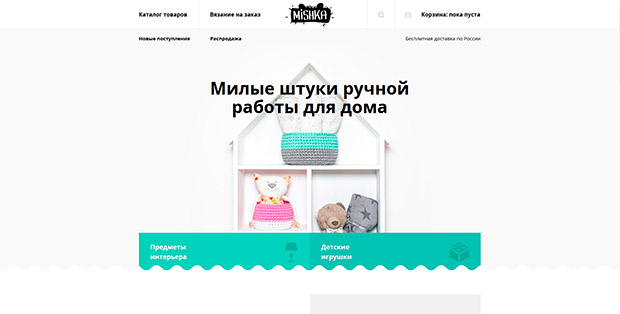 Каталог товаров
Вязание на заказ
MiSHKA
Корзина: пока пуста
Новые поступления
Распродажа
Бесплатная доставка по России
Милые штуки ручной
работы для дома
Предметы
интерьера
Детские
игрушки